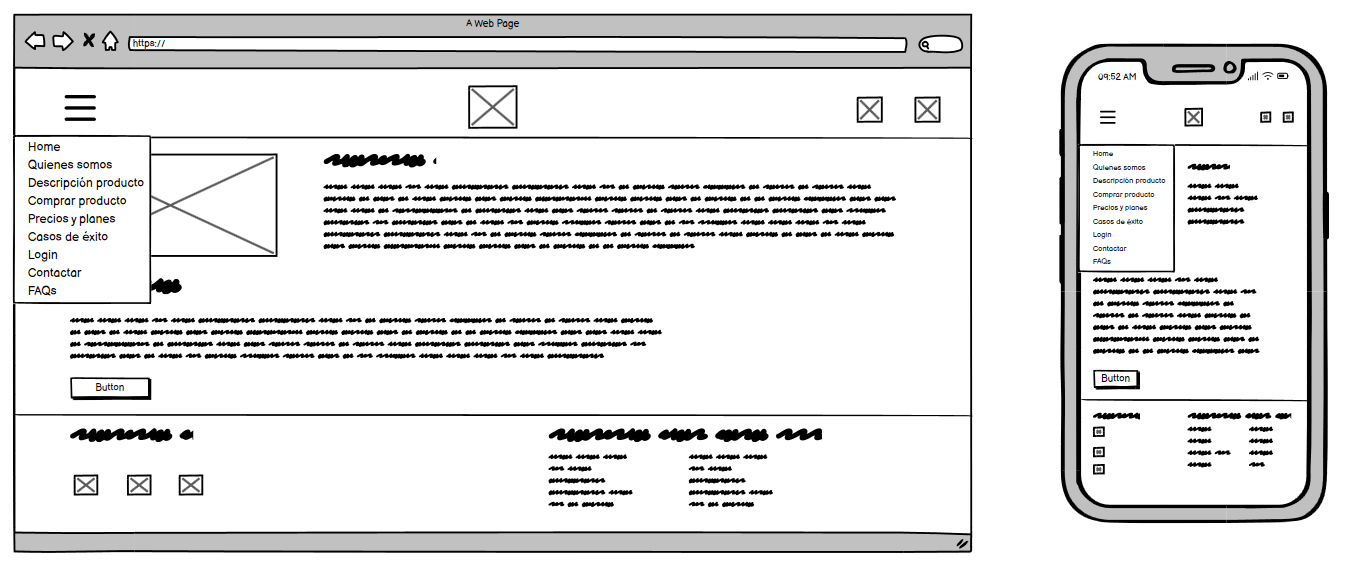 A Web Page
https://
Home
Quienes somos
Descripción producto
Comprar producto
Precios y planes
Casos de éxito
Login
Contactar
FAQs
Button
09:52 AM
Home
Quienes somos
Descripción producto
Comprar producto
Precios y planes
Casos de éxito
Login
Contactar
FAQs
Button